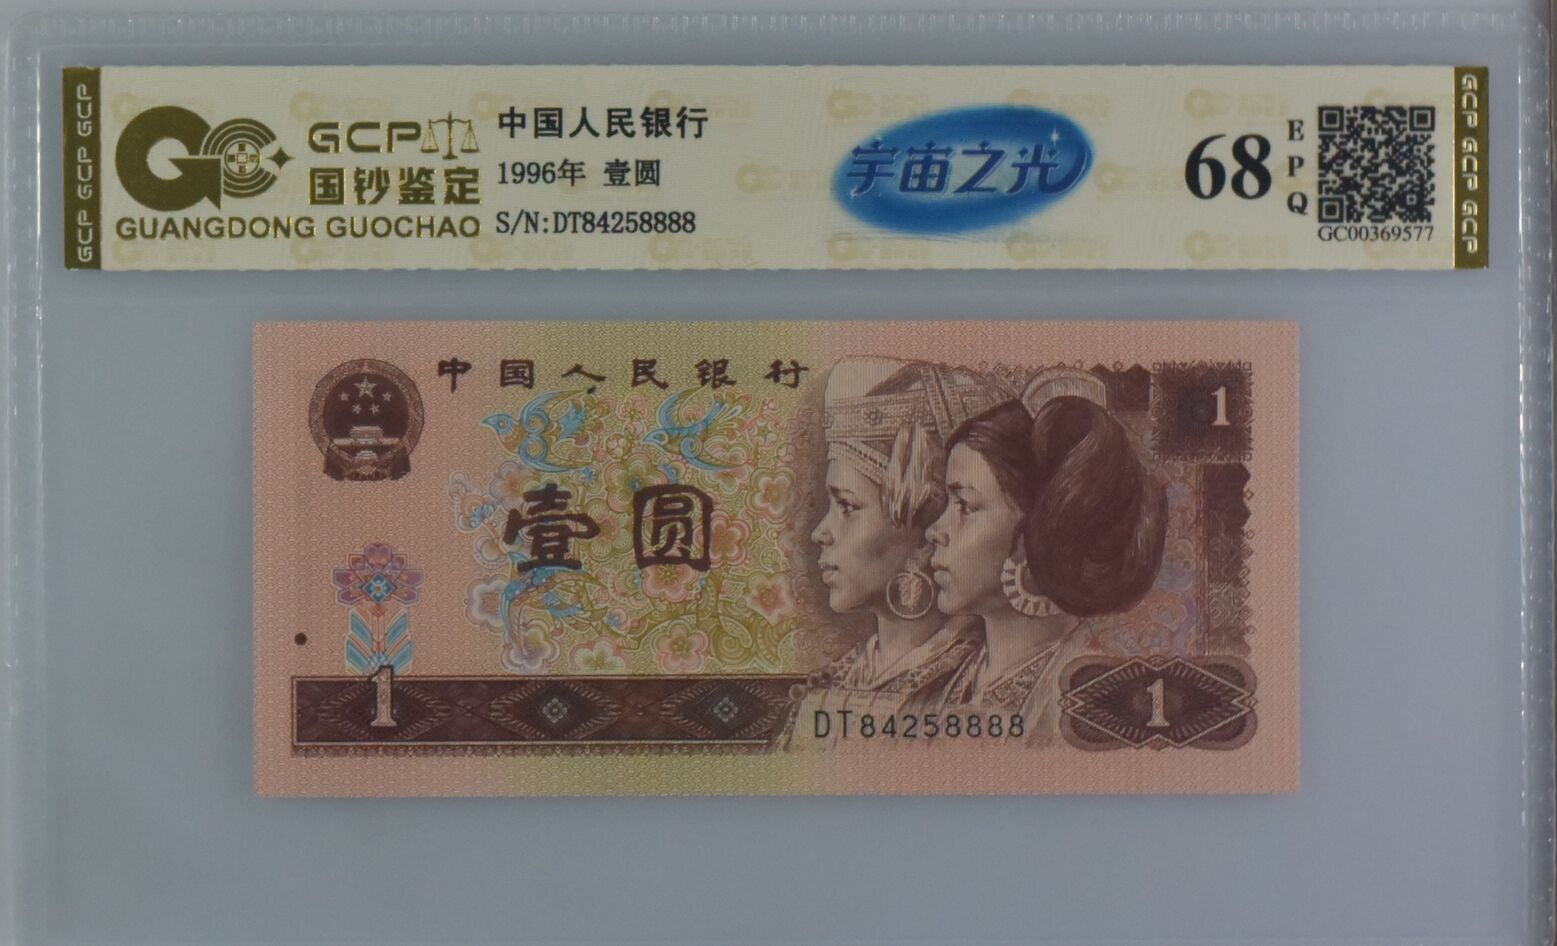 GCP GCP GCP
GCP
国钞鉴定
GUANGDONG GUOCHAO
中国人民银行
1996年 壹圆
S/N:DT84258888
宇宙之光
68
EPQ
GC00369577
GCP GCP GCP
中国人民银行
1
壹圆
1
DT84258888
1